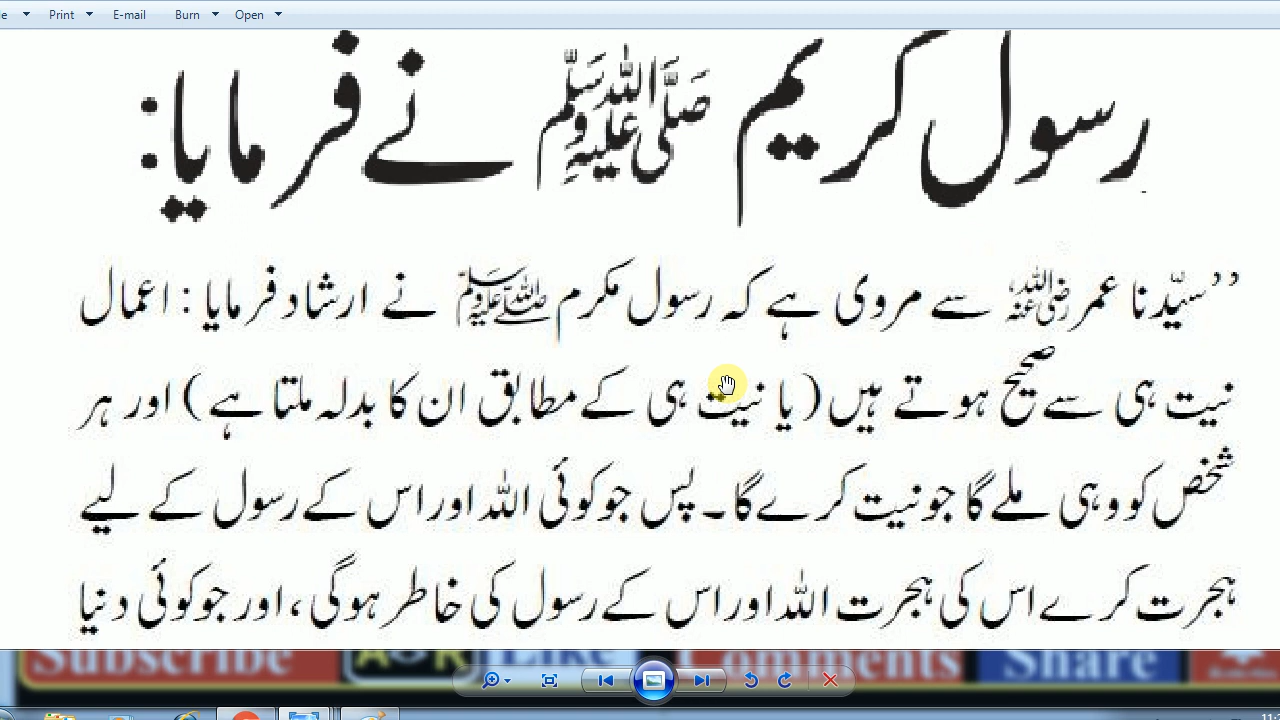 Print E-mail Burn Open
رسول کریم ﷺ نے فرمایا:
’’سیّدنا عمر رضی اللہ عنہ سے مروی ہے کہ رسول مکرم ﷺ نے ارشاد فرمایا : اعمال
نیت ہی سے صحیح ہوتے ہیں (یا نیت ہی کے مطابق ان کا بدلہ ملتا ہے) اور ہر
شخص کو وہی ملے گا جو نیت کرے گا۔ پس جو کوئی اللہ اور اس کے رسول کے لیے
ہجرت کرے اس کی ہجرت اللہ اور اس کے رسول کی خاطر ہوگی، اور جو کوئی دنیا
Subscribe Like Comments Share